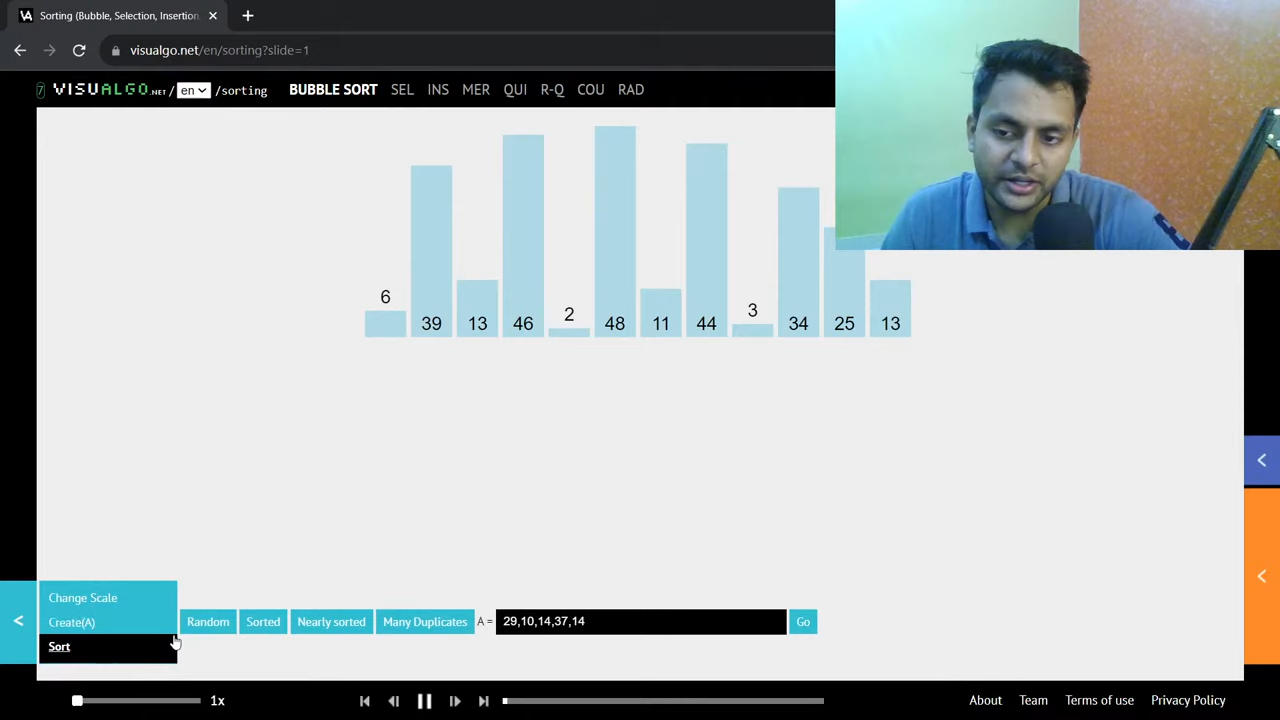 Sorting (Bubble, Selection, Insertion,
visualgo.net/en/sorting?slide=1
7 VISUALGO.NET / en /sorting BUBBLE SORT SEL INS MER QUI R-Q COU RAD
6 39 13 46 2 48 11 44 3 34 25 13
Change Scale
Create(A) Random Sorted Nearly sorted Many Duplicates A = 29,10,14,37,14 Go
Sort
1x About Team Terms of use Privacy Policy